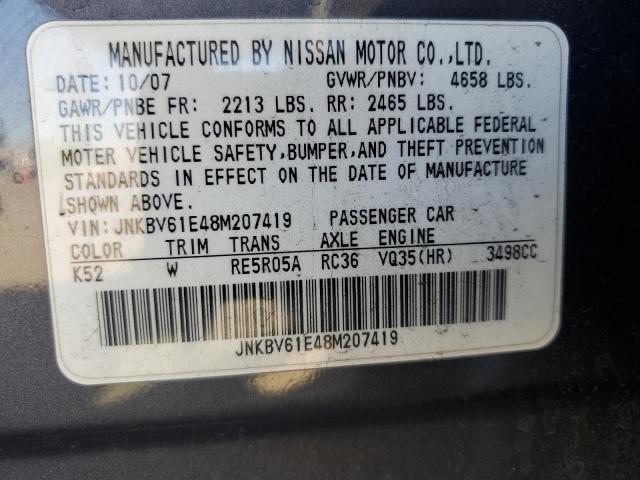 MANUFACTURED BY NISSAN MOTOR CO.,LTD.
DATE: 10/07 GVWR/PNBV: 4658 LBS.
GAWR/PNBE FR: 2213 LBS. RR: 2465 LBS.
THIS VEHICLE CONFORMS TO ALL APPLICABLE FEDERAL
MOTER VEHICLE SAFETY,BUMPER,AND THEFT PREVENTION
STANDARDS IN EFFECT ON THE DATE OF MANUFACTURE
SHOWN ABOVE.
VIN: JNKBV61E48M207419 PASSENGER CAR
COLOR TRIM TRANS AXLE ENGINE
K52 W RE5R05A RC36 VQ35(HR) 3498CC
JNKBV61E48M207419